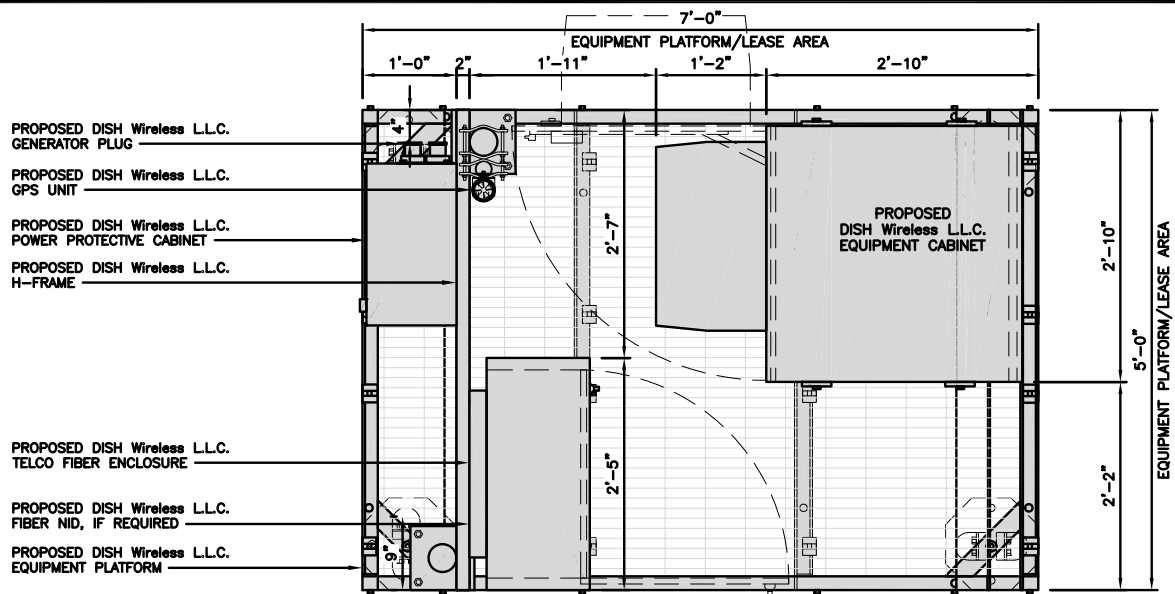 7'-0"
EQUIPMENT PLATFORM/LEASE AREA
1'-0"
2"
1'-11"
1'-2"
2'-10"
4"
PROPOSED DISH Wireless L.L.C.
GENERATOR PLUG
PROPOSED DISH Wireless L.L.C.
GPS UNIT
PROPOSED DISH Wireless L.L.C.
POWER PROTECTIVE CABINET
PROPOSED DISH Wireless L.L.C.
H-FRAME
PROPOSED
DISH Wireless L.L.C.
EQUIPMENT CABINET
2'-7"
2'-10"
5'-0"
EQUIPMENT PLATFORM/LEASE AREA
PROPOSED DISH Wireless L.L.C.
TELCO FIBER ENCLOSURE
PROPOSED DISH Wireless L.L.C.
FIBER NID, IF REQUIRED
PROPOSED DISH Wireless L.L.C.
EQUIPMENT PLATFORM
2'-5"
2'-2"
9"